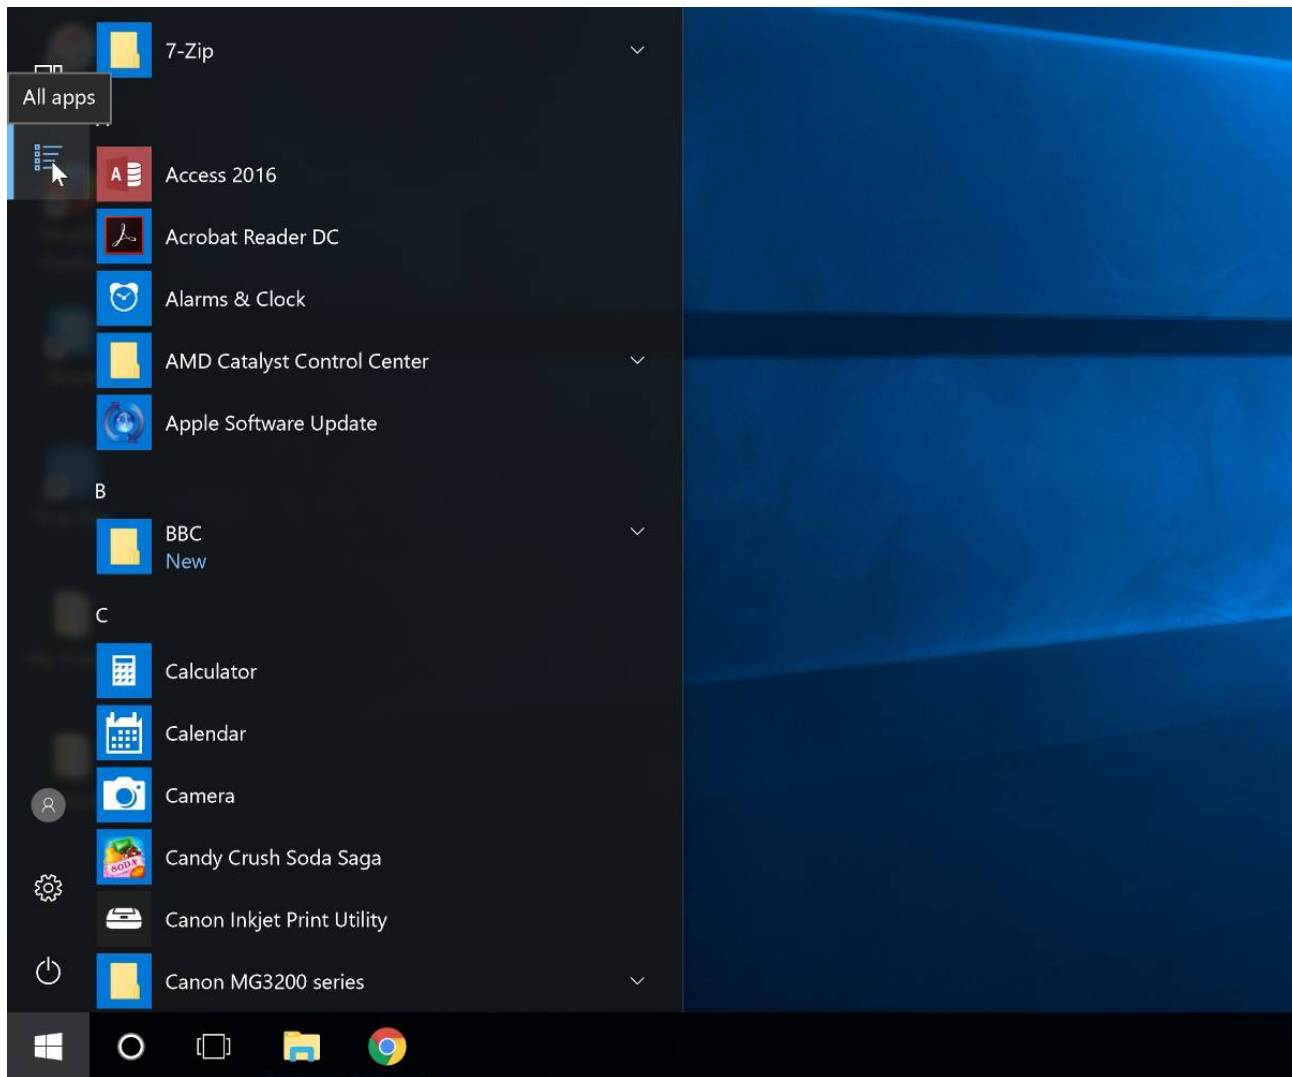 7-Zip
All apps
Access 2016
Acrobat Reader DC
Alarms & Clock
AMD Catalyst Control Center
Apple Software Update
B
BBC
New
C
Calculator
Calendar
Camera
Candy Crush Soda Saga
Canon Inkjet Print Utility
Canon MG3200 series